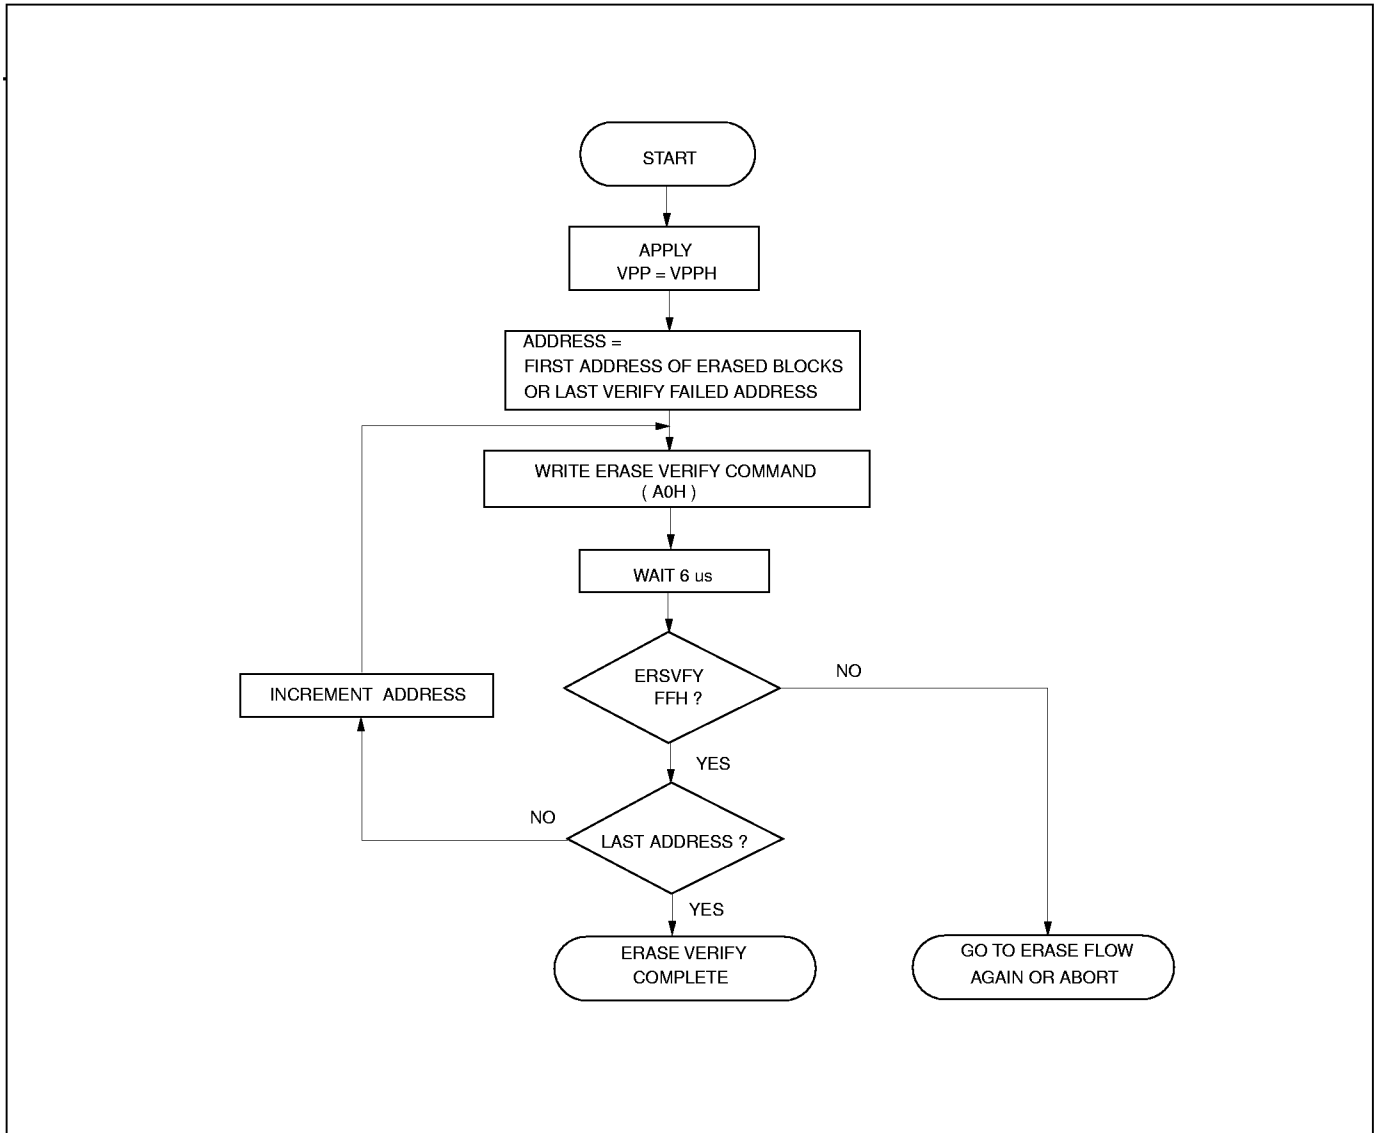 START
APPLY
VPP = VPPH
ADDRESS =
FIRST ADDRESS OF ERASED BLOCKS
OR LAST VERIFY FAILED ADDRESS
WRITE ERASE VERIFY COMMAND
( A0H )
WAIT 6 us
ERSVFY
FFH ?
NO
INCREMENT ADDRESS
YES
NO
LAST ADDRESS ?
YES
ERASE VERIFY
COMPLETE
GO TO ERASE FLOW
AGAIN OR ABORT